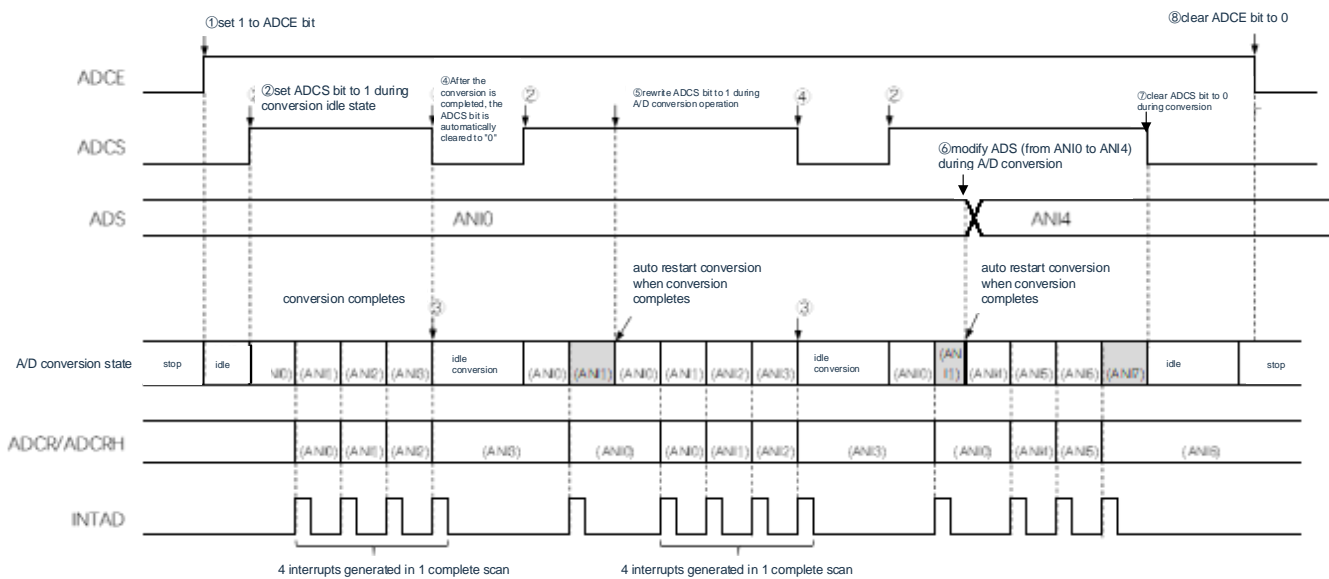 ①set 1 to ADCE bit
⑧clear ADCE bit to 0
ADCE
②set ADCS bit to 1 during
conversion idle state
④After the
conversion is
completed, the
ADCS bit is
automatically
cleared to "0"
②
⑤rewrite ADCS bit to 1 during
A/D conversion operation
④
②
⑦clear ADCS bit to 0
during conversion
ADCS
⑥modify ADS (from ANI0 to ANI4)
during A/D conversion
ADS
ANI0
ANI4
conversion completes
③
auto restart conversion
when conversion
completes
③
auto restart conversion
when conversion
completes
A/D conversion state
stop
idle
(ANI1)
(ANI2)
(ANI3)
idle
conversion
(ANI0)
(ANI1)
(ANI0)
(ANI1)
(ANI2)
(ANI3)
idle
conversion
(ANI0)
(ANI4)
(ANI5)
(ANI6)
(ANI7)
idle
stop
ADCR/ADCRH
(ANI0)
(ANI1)
(ANI2)
(ANI3)
(ANI0)
(ANI0)
(ANI1)
(ANI2)
(ANI3)
(ANI0)
(ANI4)
(ANI5)
(ANI6)
INTAD
4 interrupts generated in 1 complete scan
4 interrupts generated in 1 complete scan